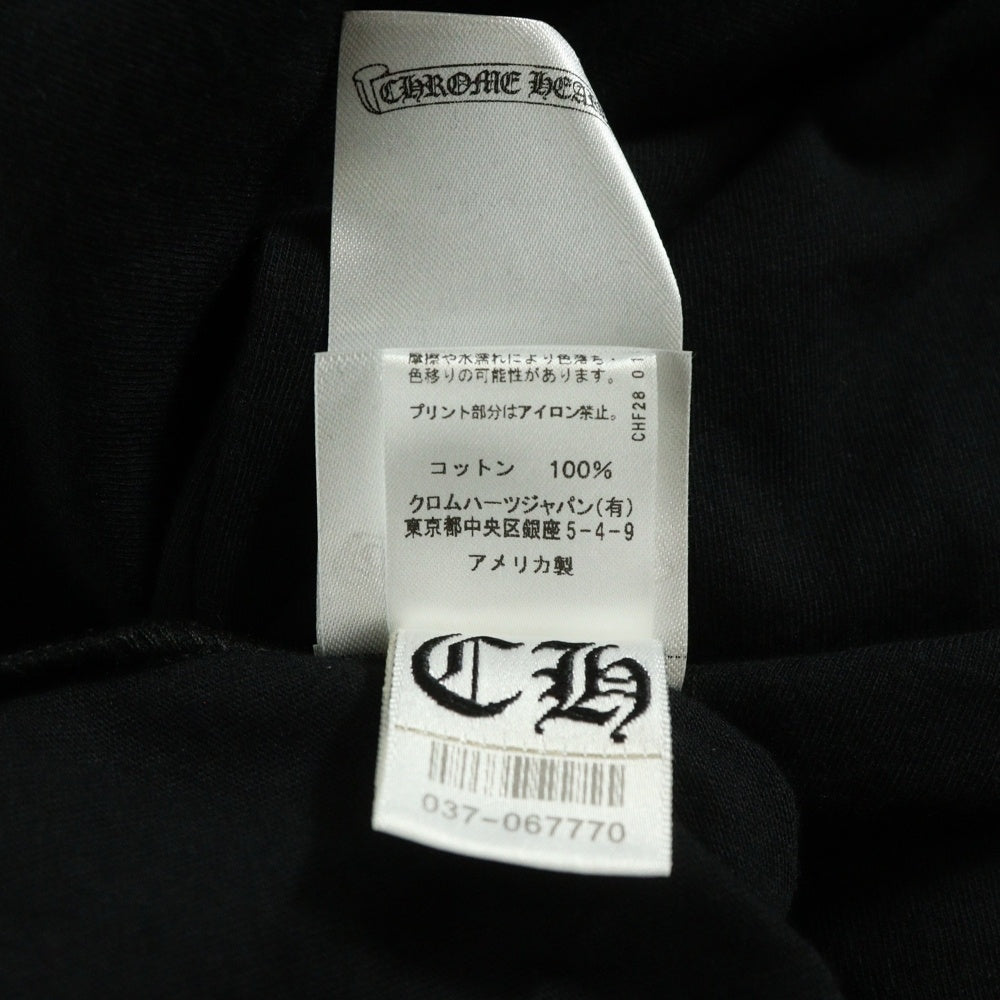 CHROME HEA
摩擦や水濡れにより色落ち・
色移りの可能性があります。
プリント部分はアイロン禁止。
CHF28 01
コットン 100%
クロムハーツジャパン(有)
東京都中央区銀座5-4-9
アメリカ製
CH
037-067770